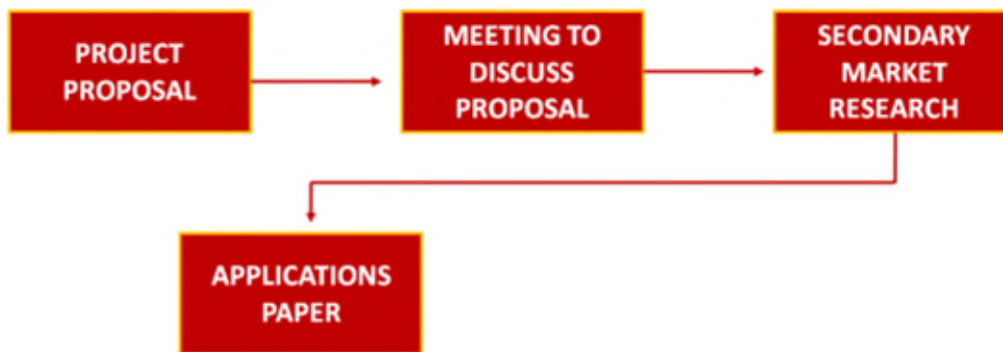 PROJECT
PROPOSAL
MEETING TO
DISCUSS
PROPOSAL
SECONDARY
MARKET
RESEARCH
APPLICATIONS
PAPER